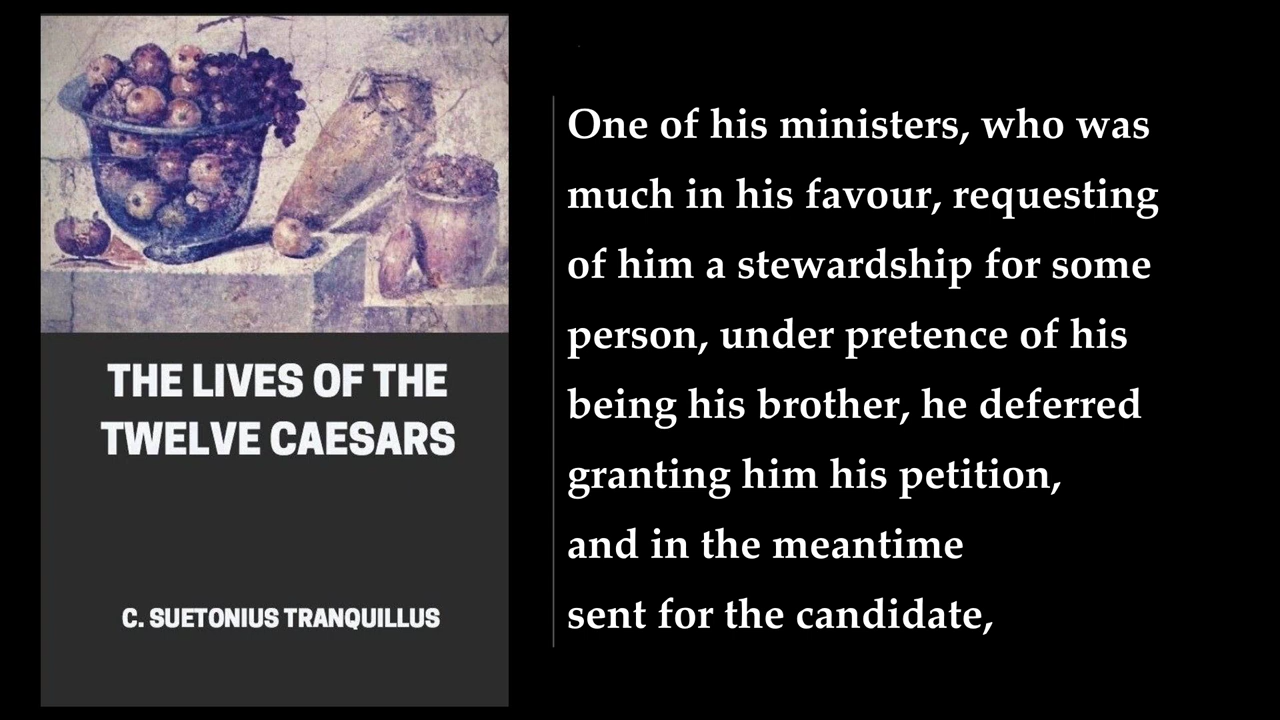 THE LIVES OF THE
TWELVE CAESARS
C. SUETONIUS TRANQUILLUS
One of his ministers, who was
much in his favour, requesting
of him a stewardship for some
person, under pretence of his
being his brother, he deferred
granting him his petition,
and in the meantime
sent for the candidate,